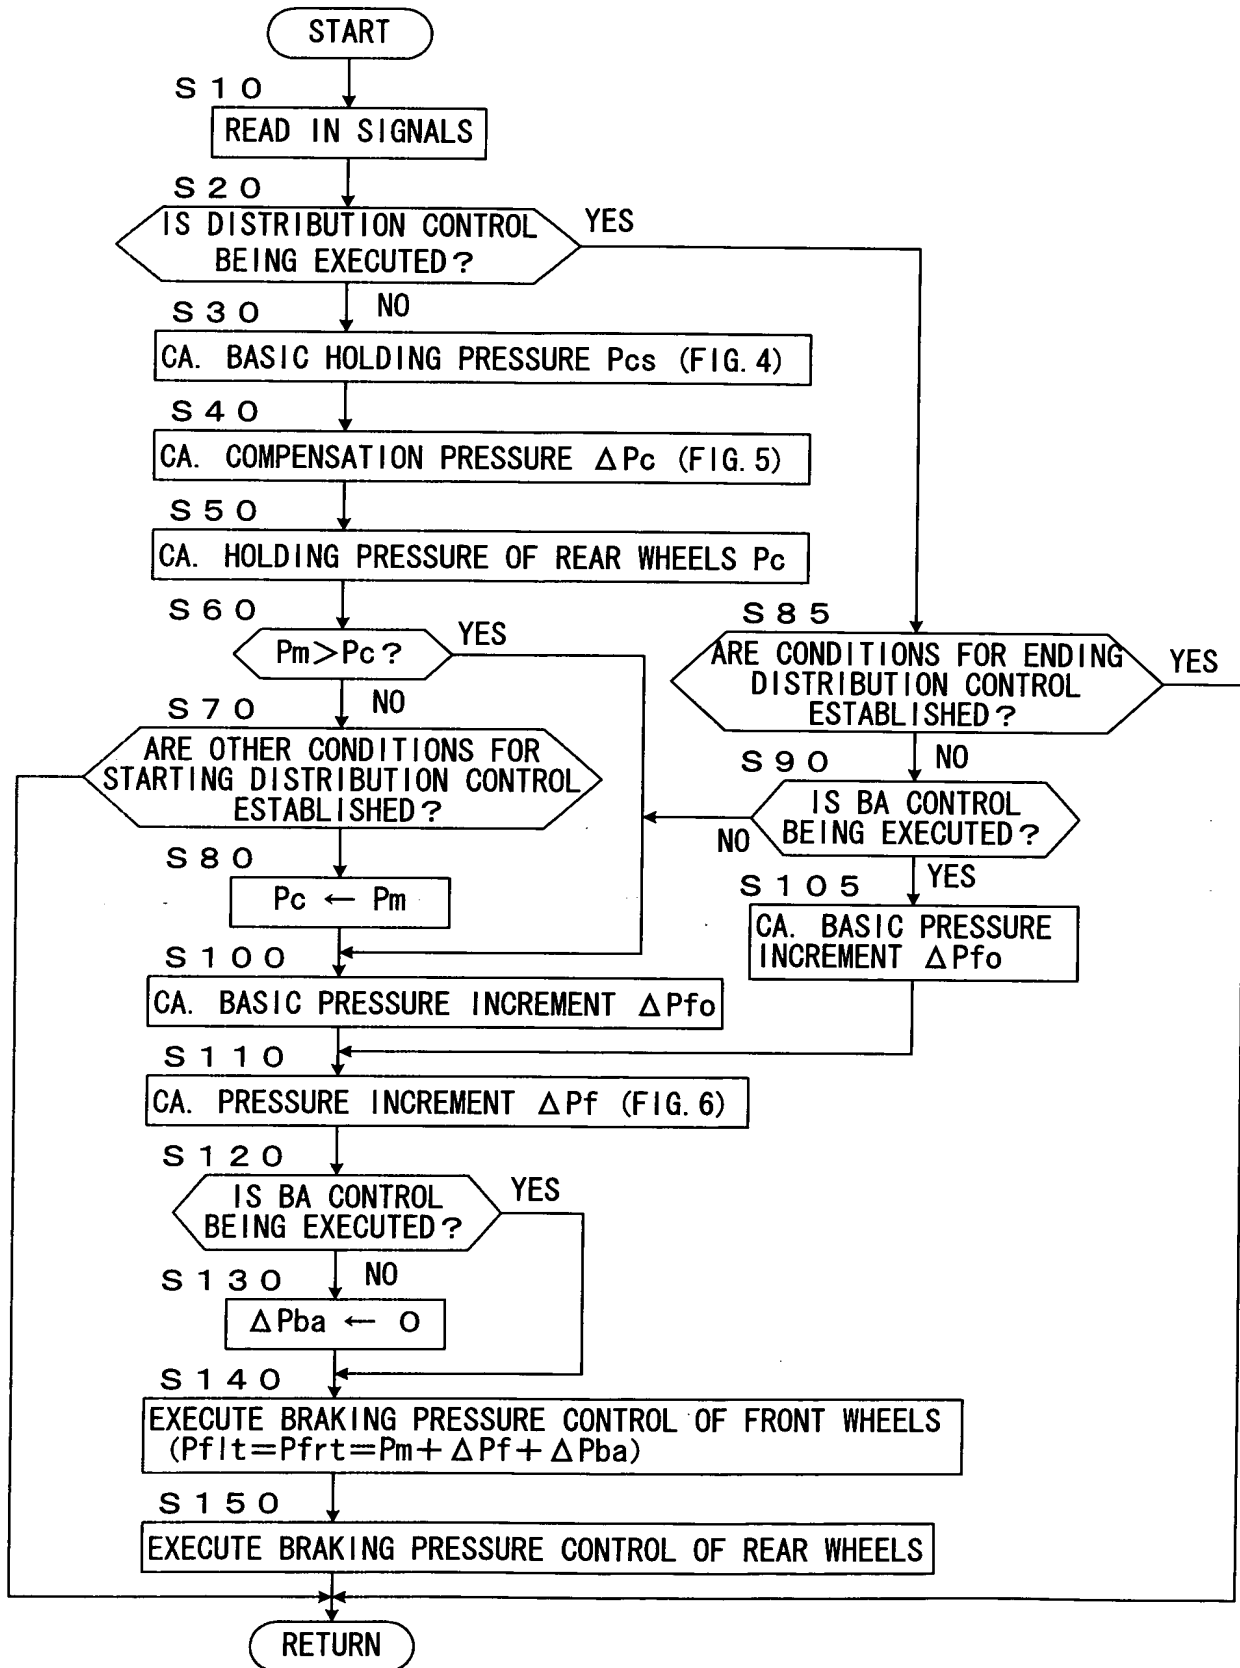 START
S10
READ IN SIGNALS
S20
IS DISTRIBUTION CONTROL
BEING EXECUTED?
YES
NO
S30
CA. BASIC HOLDING PRESSURE Pcs (FIG. 4)
S40
CA. COMPENSATION PRESSURE ΔPc (FIG. 5)
S50
CA. HOLDING PRESSURE OF REAR WHEELS Pc
S60
Pm>Pc?
YES
NO
S85
ARE CONDITIONS FOR ENDING
DISTRIBUTION CONTROL
ESTABLISHED?
YES
NO
S70
ARE OTHER CONDITIONS FOR
STARTING DISTRIBUTION CONTROL
ESTABLISHED?
S90
IS BA CONTROL
BEING EXECUTED?
NO
YES
S80
Pc ← Pm
S105
CA. BASIC PRESSURE
INCREMENT ΔPfo
S100
CA. BASIC PRESSURE INCREMENT ΔPfo
S110
CA. PRESSURE INCREMENT ΔPf (FIG. 6)
S120
IS BA CONTROL
BEING EXECUTED?
YES
NO
S130
ΔPba ← 0
S140
EXECUTE BRAKING PRESSURE CONTROL OF FRONT WHEELS
(Pflt=Pfrt=Pm+ΔPf+ΔPba)
S150
EXECUTE BRAKING PRESSURE CONTROL OF REAR WHEELS
RETURN